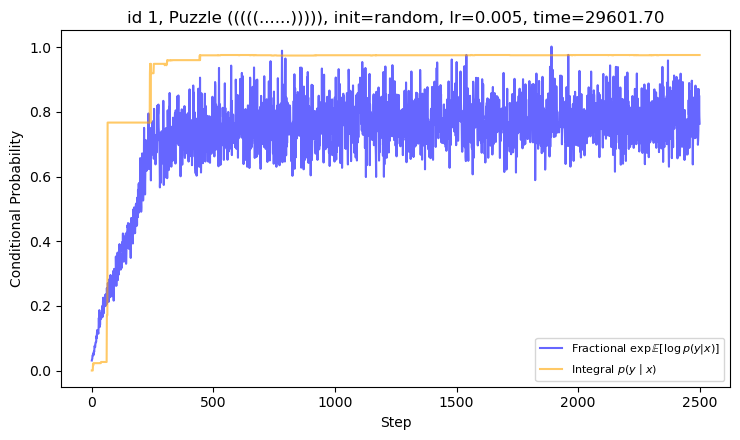 id 1, Puzzle (((((......))))), init=random, lr=0.005, time=29601.70
Conditional Probability
1.0
0.8
0.6
0.4
0.2
0.0
Fractional exp𝔼[log p(y|x)]
Integral p(y | x)
0
500
1000
1500
2000
2500
Step